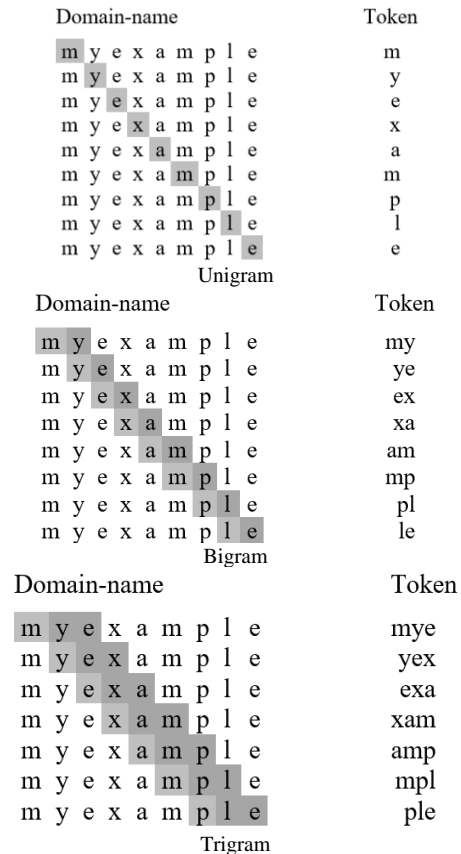 Domain-name Token
m y e x a m p l e m
m y e x a m p l e y
m y e x a m p l e e
m y e x a m p l e x
m y e x a m p l e a
m y e x a m p l e m
m y e x a m p l e p
m y e x a m p l e l
m y e x a m p l e e
Unigram
Domain-name Token
m y e x a m p l e my
m y e x a m p l e ye
m y e x a m p l e ex
m y e x a m p l e xa
m y e x a m p l e am
m y e x a m p l e mp
m y e x a m p l e pl
m y e x a m p l e le
Bigram
Domain-name Token
m y e x a m p l e mye
m y e x a m p l e yex
m y e x a m p l e exa
m y e x a m p l e xam
m y e x a m p l e amp
m y e x a m p l e mpl
m y e x a m p l e ple
Trigram